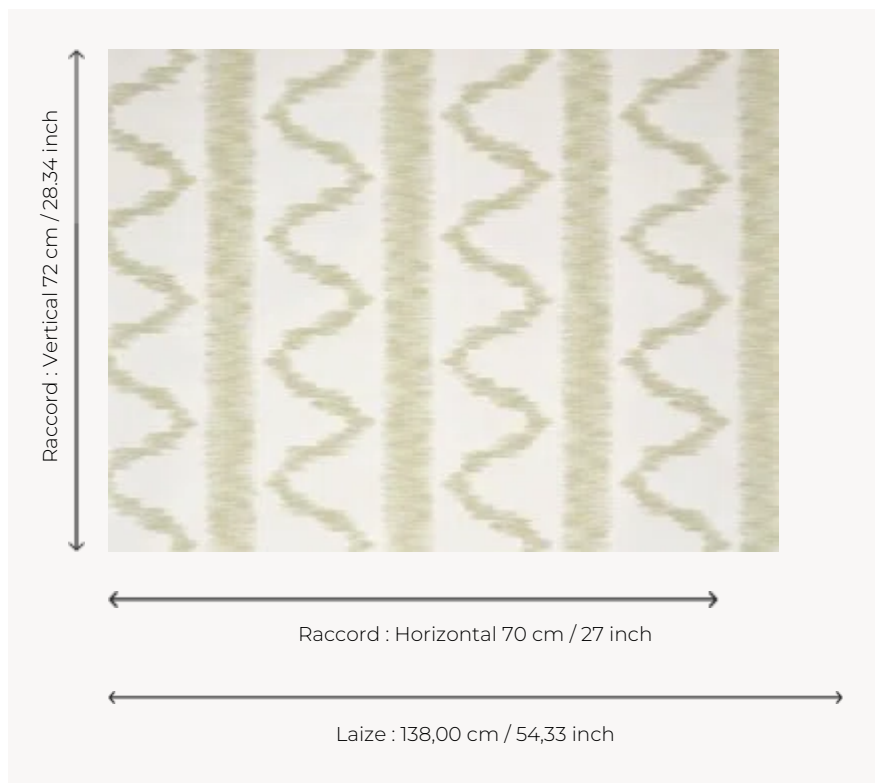 Raccord : Vertical 72 cm / 28.34 inch
Raccord : Horizontal 70 cm / 27 inch
Laize : 138,00 cm / 54,33 inch